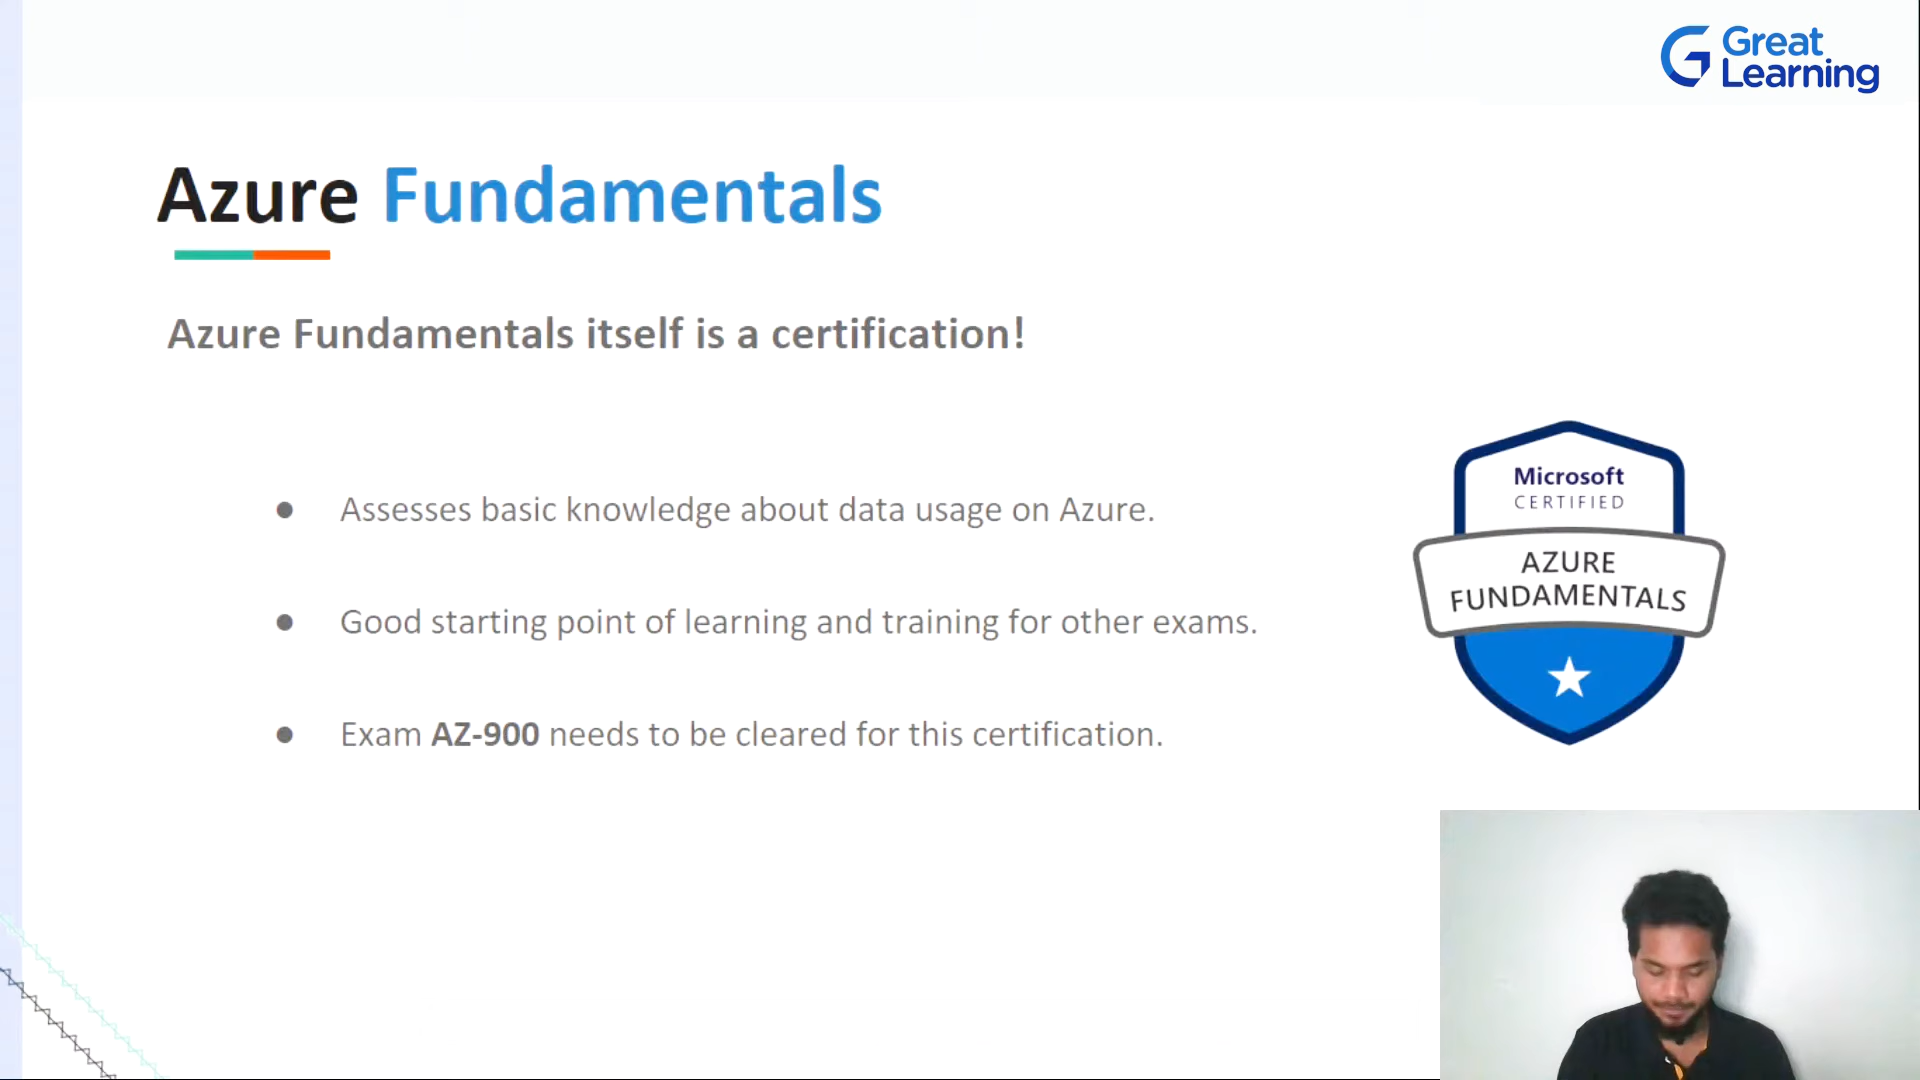 Great
Learning
Azure Fundamentals
Azure Fundamentals itself is a certification!
● Assesses basic knowledge about data usage on Azure.
● Good starting point of learning and training for other exams.
● Exam AZ-900 needs to be cleared for this certification.
Microsoft
CERTIFIED
AZURE
FUNDAMENTALS